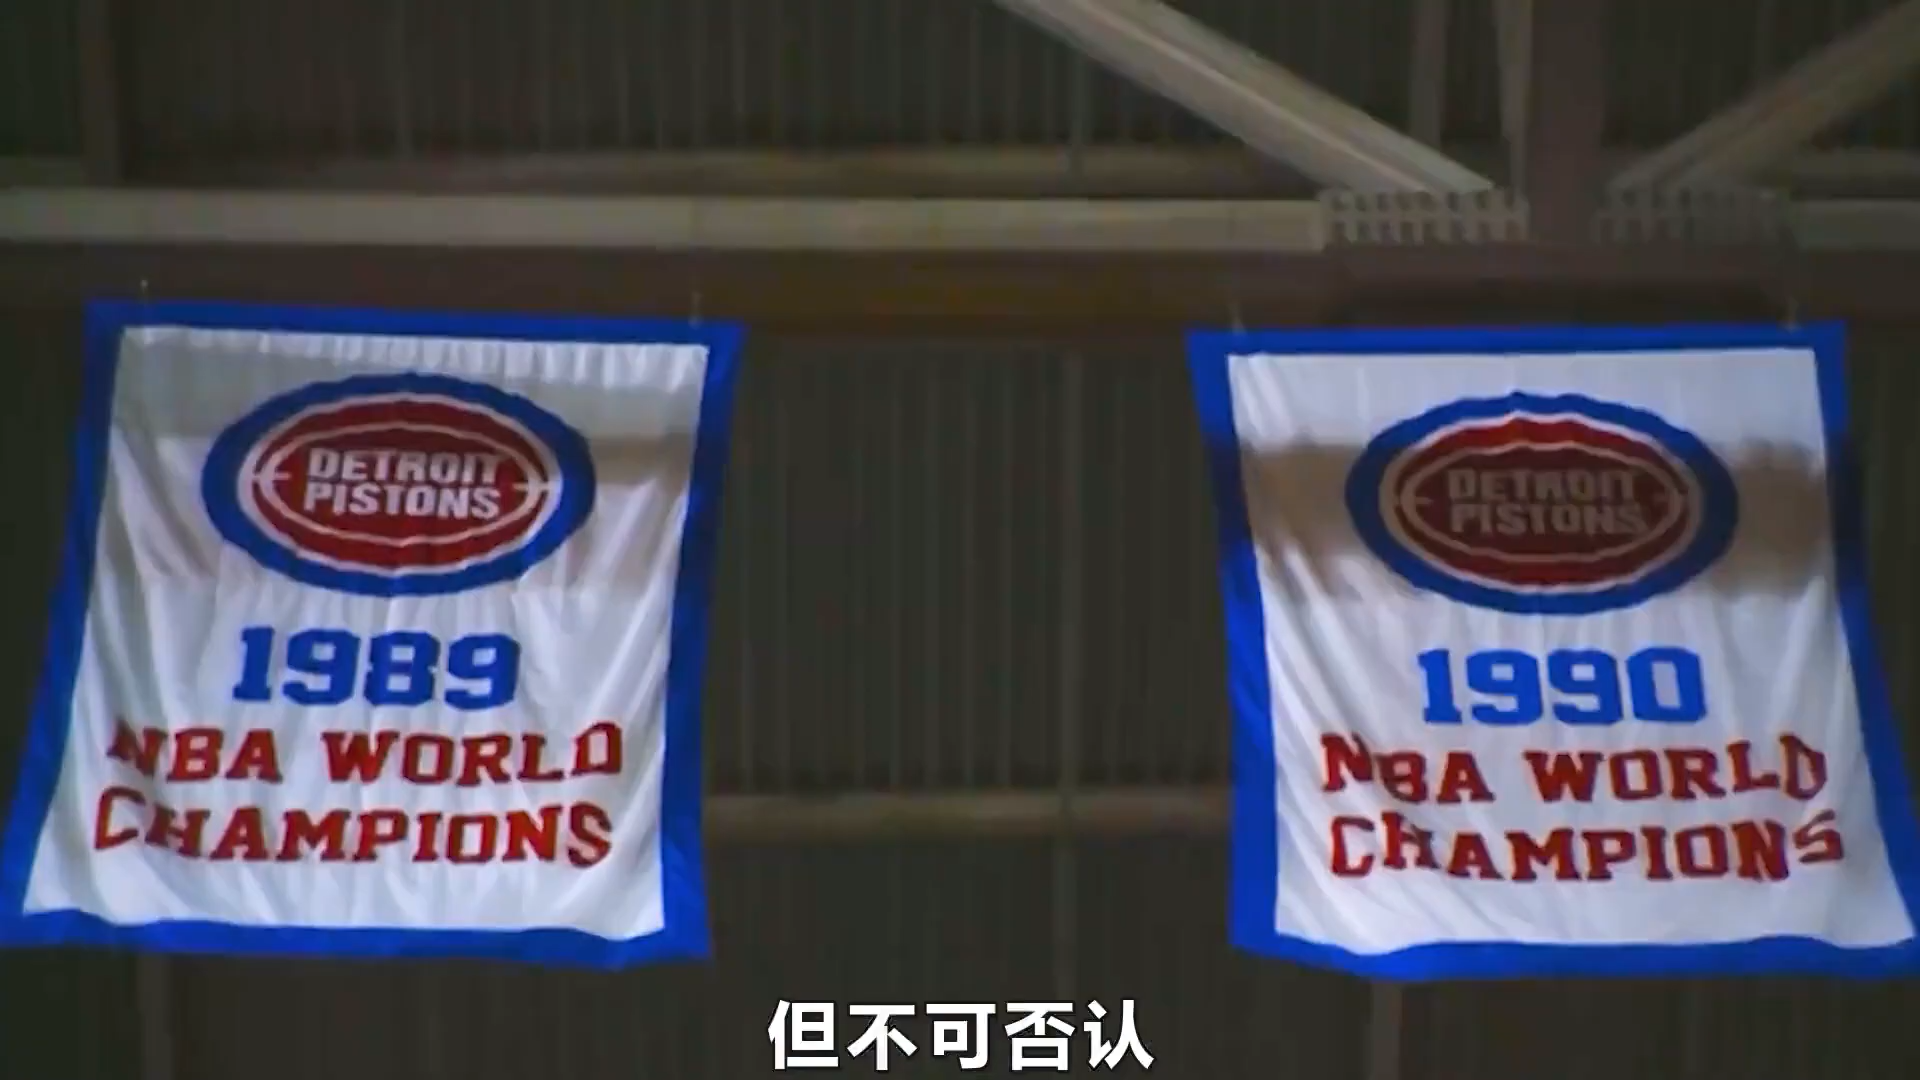 DETROIT
PISTONS
1989
NBA WORLD
CHAMPIONS
DETROIT
PISTONS
1990
NBA WORLD
CHAMPIONS
但不可否认